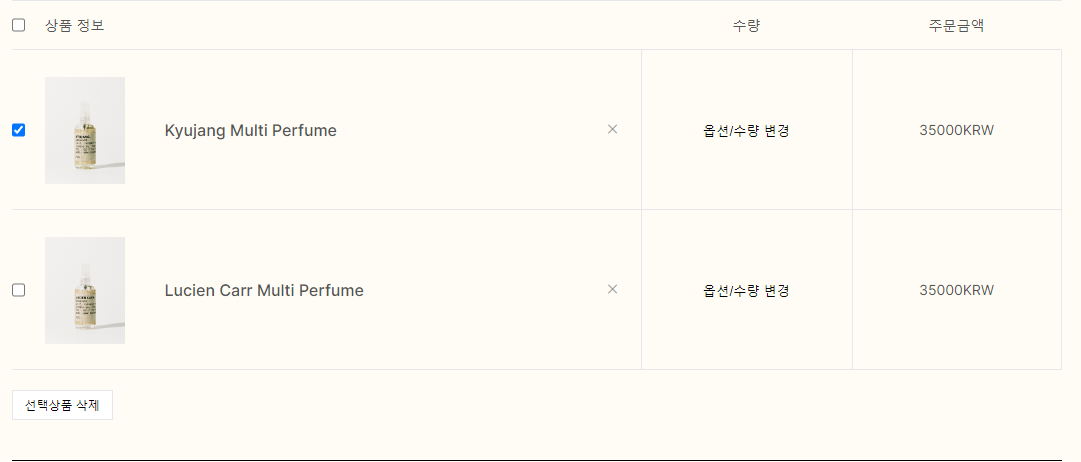 상품 정보 수량 주문금액
Kyujang Multi Perfume 옵션/수량 변경 35000KRW
Lucien Carr Multi Perfume 옵션/수량 변경 35000KRW
선택상품 삭제